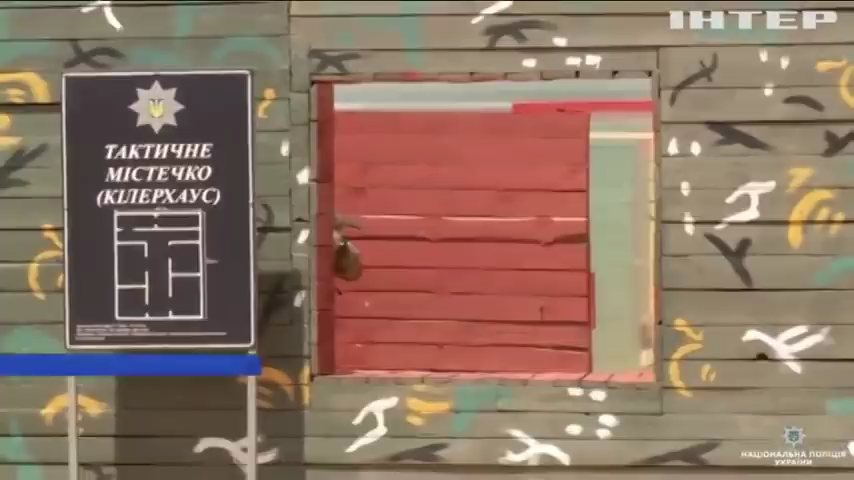 ІНТЕР
ТАКТИЧНЕ
МІСТЕЧКО
(КІЛЕРХАУС)
НАЦІОНАЛЬНА ПОЛІЦІЯ
УКРАЇНИ